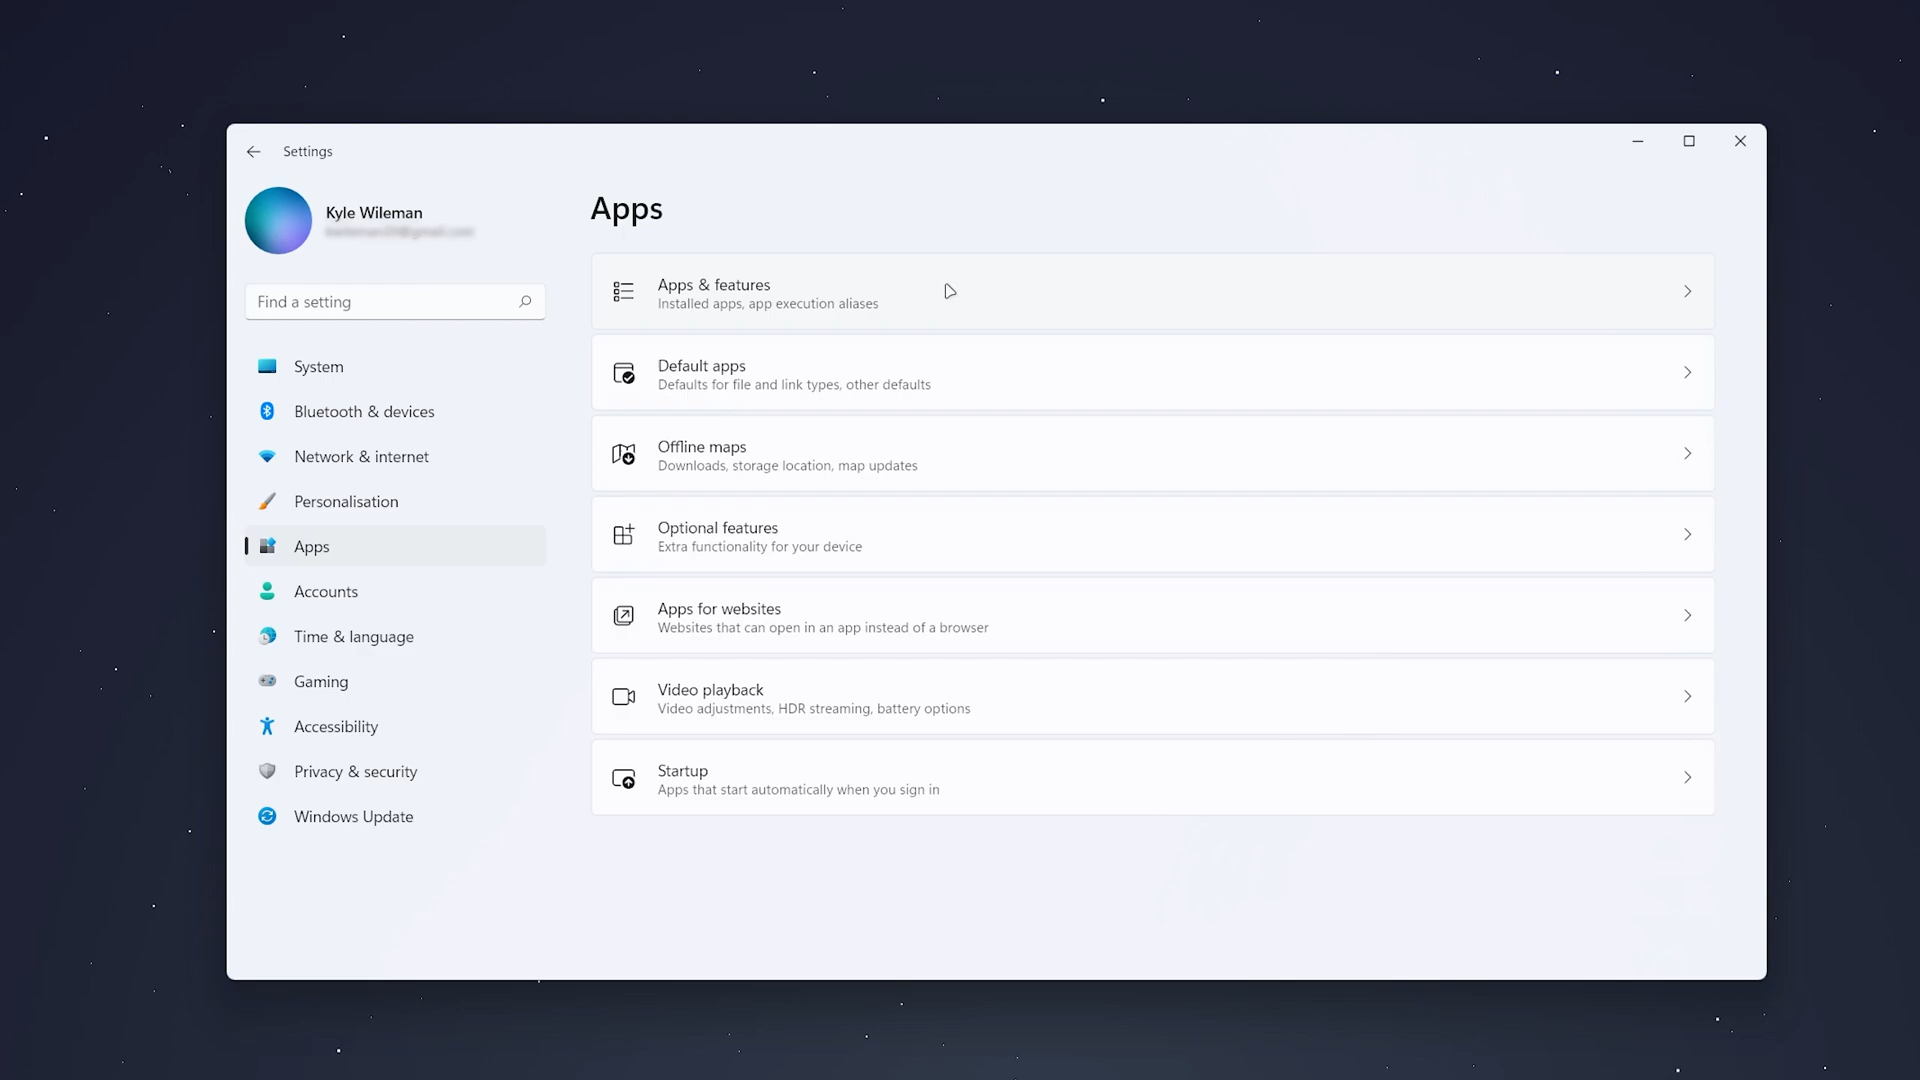 Settings
Kyle Wileman
Find a setting
System
Bluetooth & devices
Network & internet
Personalisation
Apps
Accounts
Time & language
Gaming
Accessibility
Privacy & security
Windows Update
Apps
Apps & features
Installed apps, app execution aliases
Default apps
Defaults for file and link types, other defaults
Offline maps
Downloads, storage location, map updates
Optional features
Extra functionality for your device
Apps for websites
Websites that can open in an app instead of a browser
Video playback
Video adjustments, HDR streaming, battery options
Startup
Apps that start automatically when you sign in